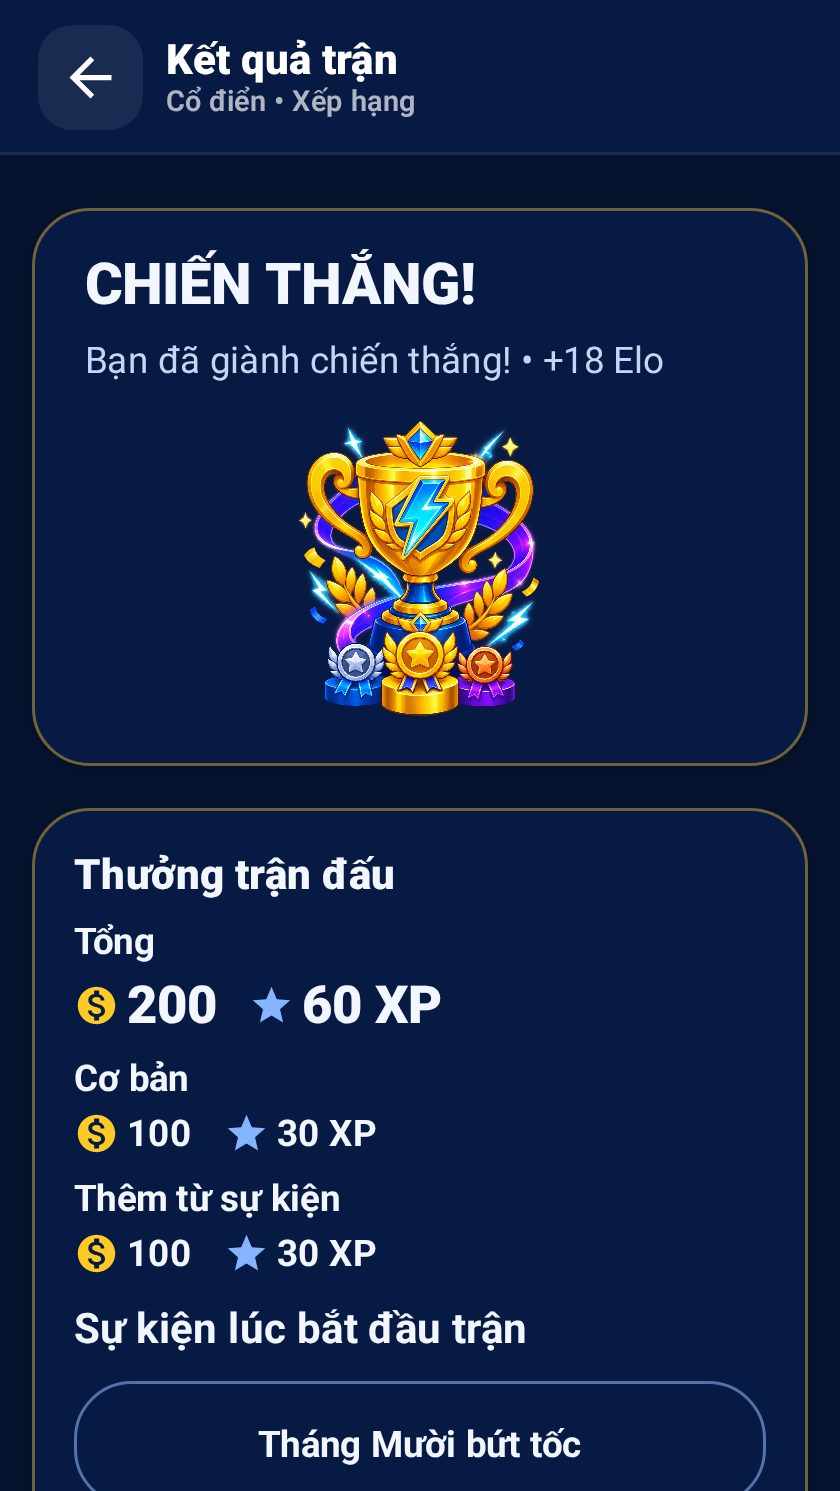 Kết quả trận
Cổ điển • Xếp hạng
CHIẾN THẮNG!
Bạn đã giành chiến thắng! • +18 Elo
Thưởng trận đấu
Tổng
200 60 XP
Cơ bản
100 30 XP
Thêm từ sự kiện
100 30 XP
Sự kiện lúc bắt đầu trận
Tháng Mười bứt tốc